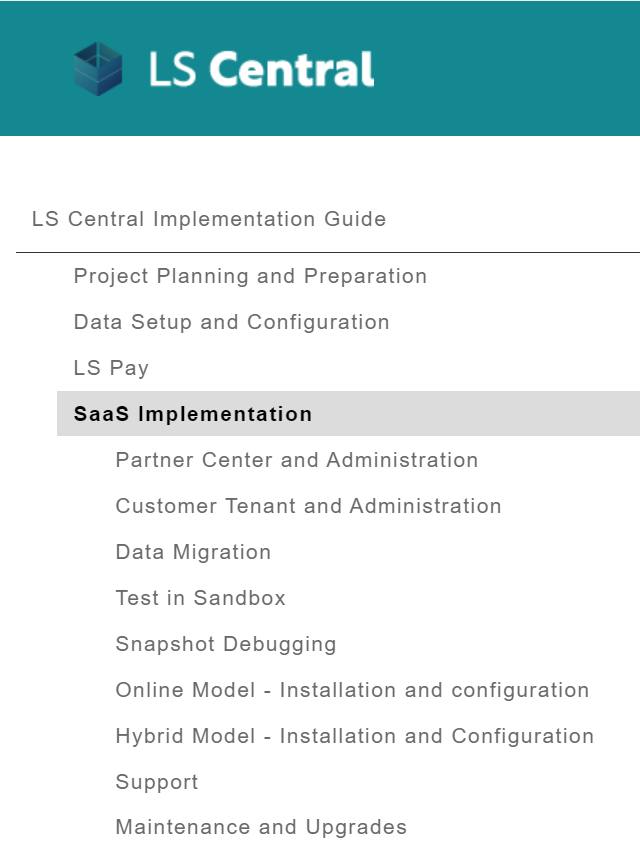 LS Central
LS Central Implementation Guide
Project Planning and Preparation
Data Setup and Configuration
LS Pay
SaaS Implementation
Partner Center and Administration
Customer Tenant and Administration
Data Migration
Test in Sandbox
Snapshot Debugging
Online Model - Installation and configuration
Hybrid Model - Installation and Configuration
Support
Maintenance and Upgrades